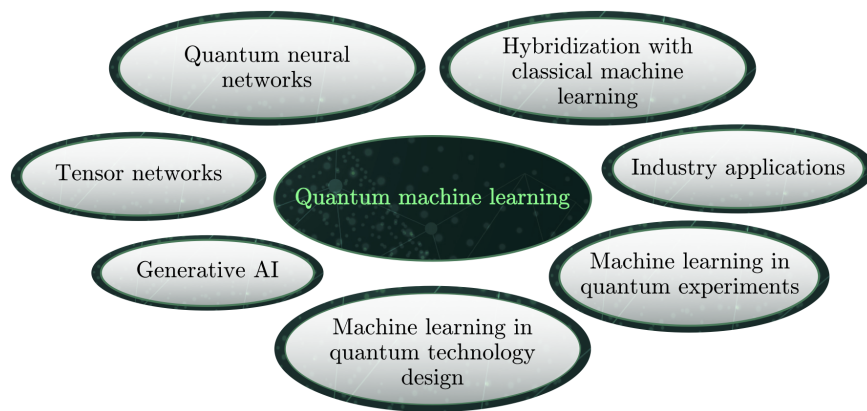 Quantum neural
networks
Hybridization with
classical machine
learning
Tensor networks
Quantum machine learning
Industry applications
Generative AI
Machine learning in
quantum experiments
Machine learning in
quantum technology
design